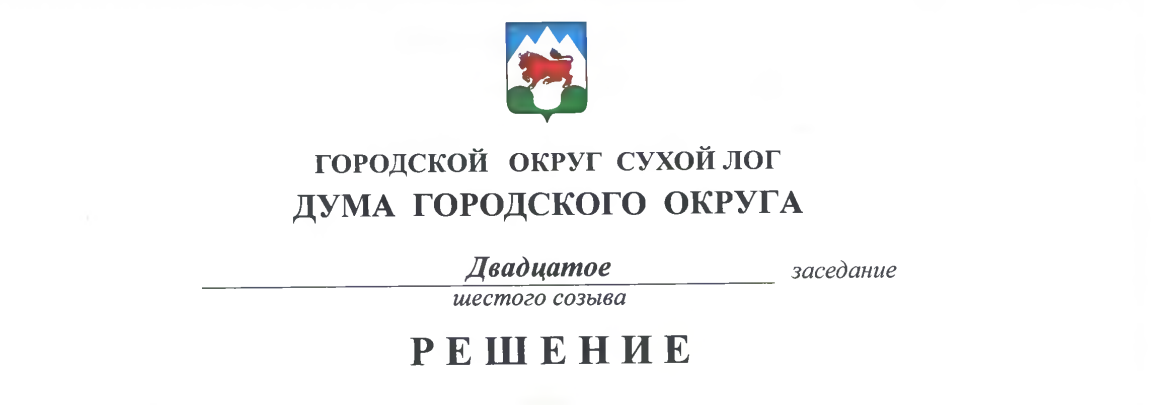 ГОРОДСКОЙ ОКРУГ СУХОЙ ЛОГ
ДУМА ГОРОДСКОГО ОКРУГА
Двадцатое заседание
шестого созыва
РЕШЕНИЕ